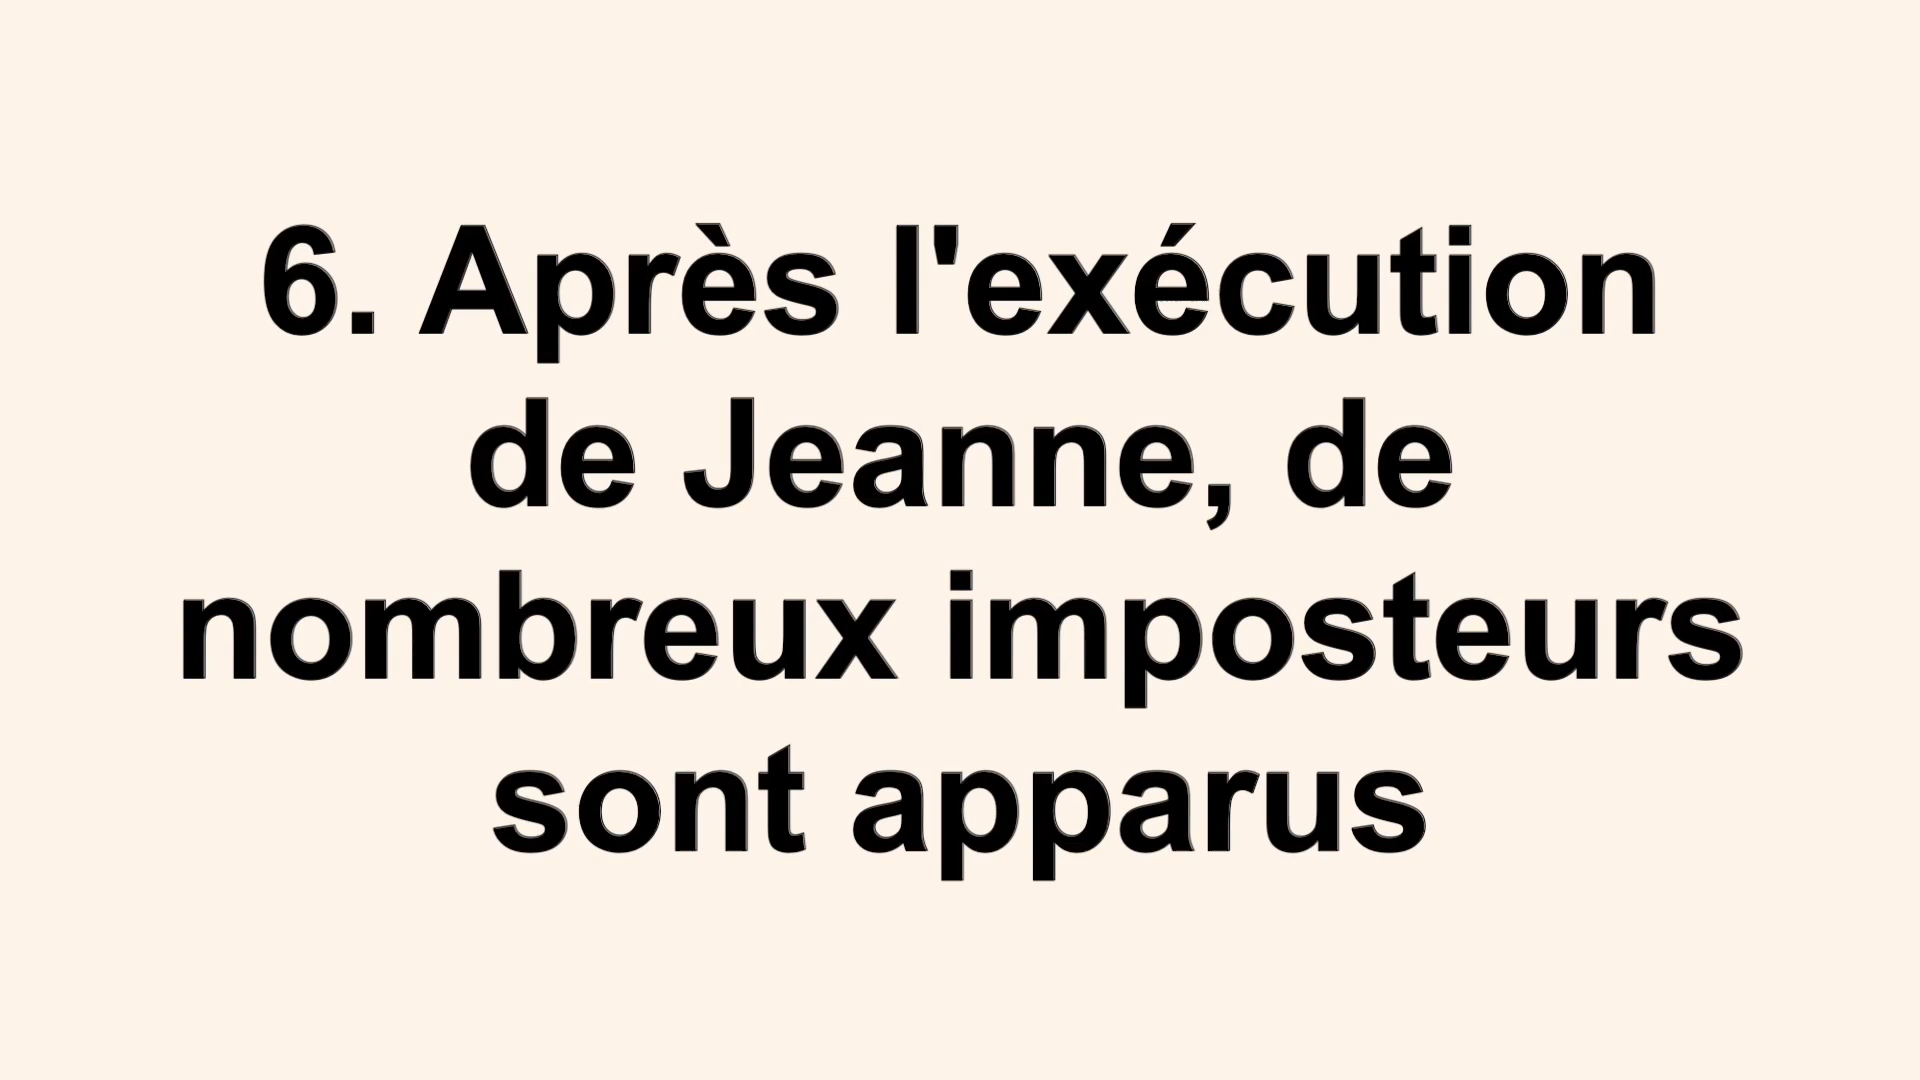 6. Après l'exécution
de Jeanne, de
nombreux imposteurs
sont apparus